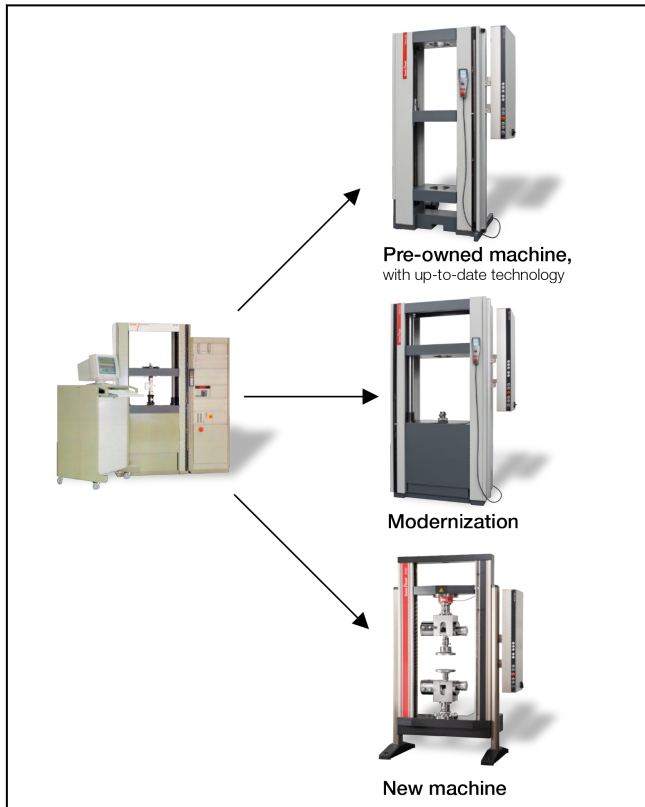 Pre-owned machine,
with up-to-date technology
Modernization
New machine